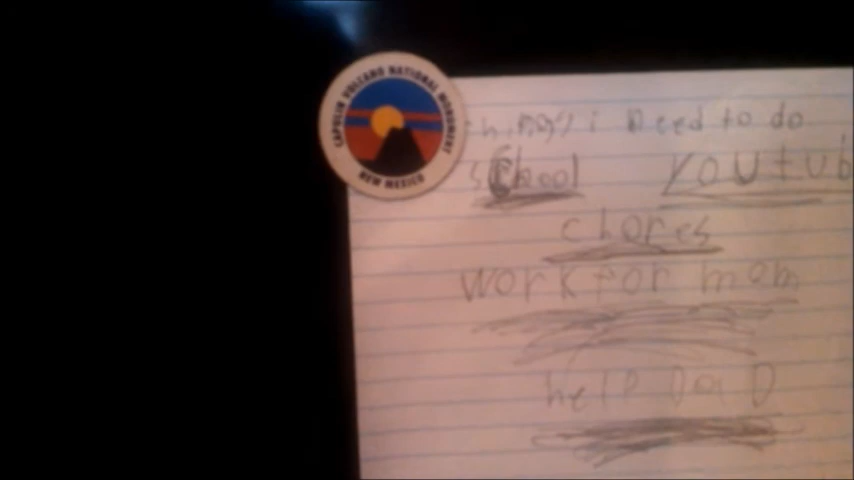 CAPULIN VOLCANO NATIONAL MONUMENT
NEW MEXICO
things i need to do
school youtub
chores
work for mom
help DaD